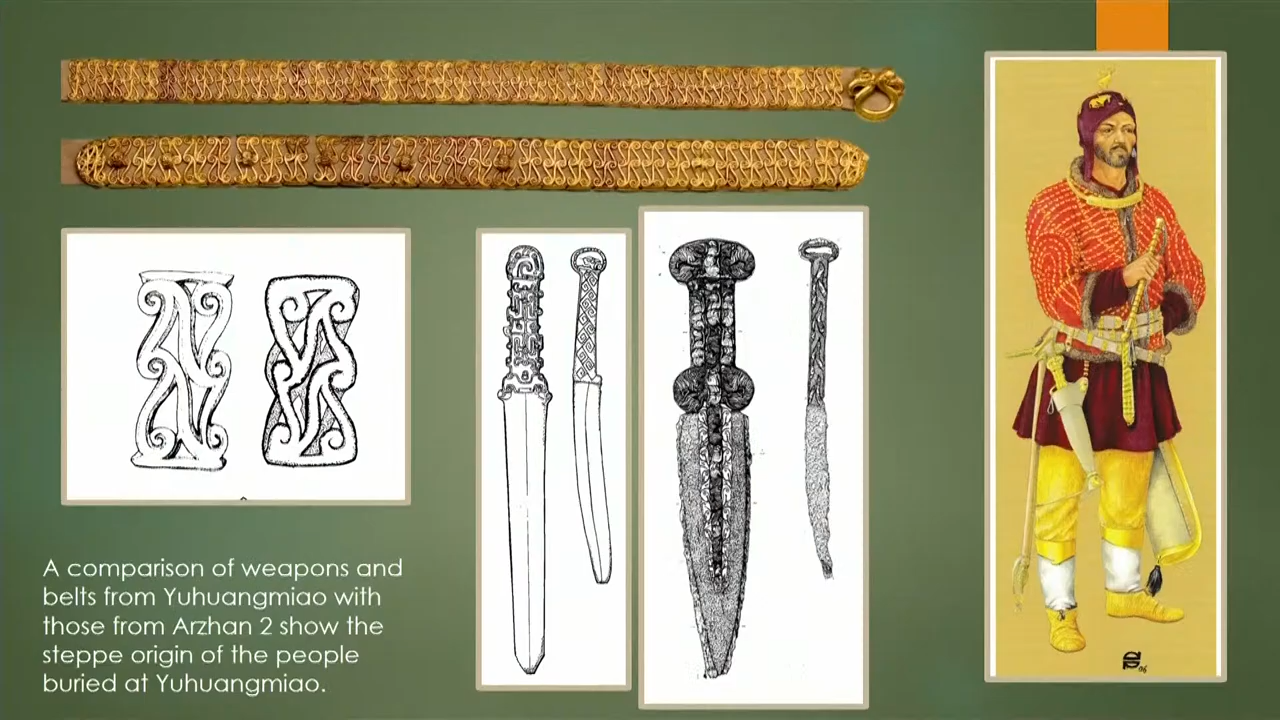 A comparison of weapons and
belts from Yuhuangmiao with
those from Arzhan 2 show the
steppe origin of the people
buried at Yuhuangmiao.